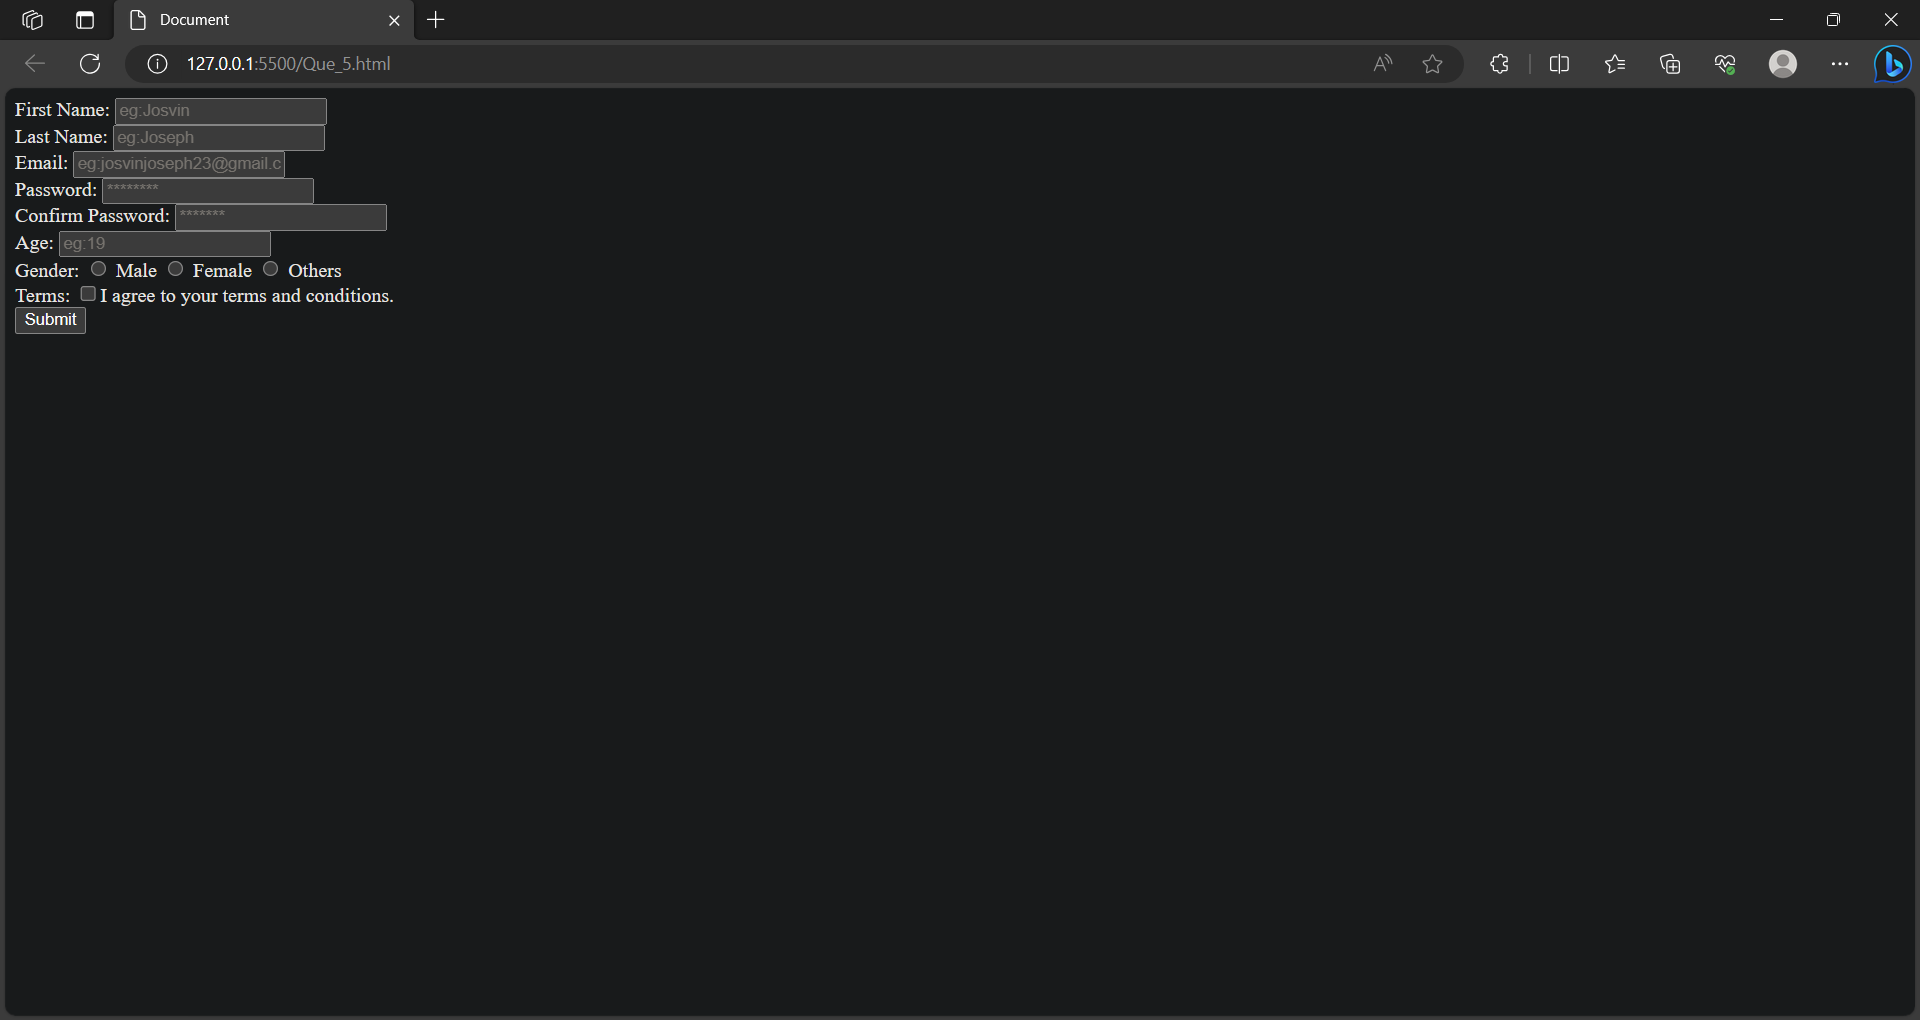 Document
127.0.0.1:5500/Que_5.html
First Name: eg:Josvin
Last Name: eg:Joseph
Email: eg:josvinjoseph23@gmail.c
Password: ********
Confirm Password: *******
Age: eg:19
Gender: Male Female Others
Terms: I agree to your terms and conditions.
Submit